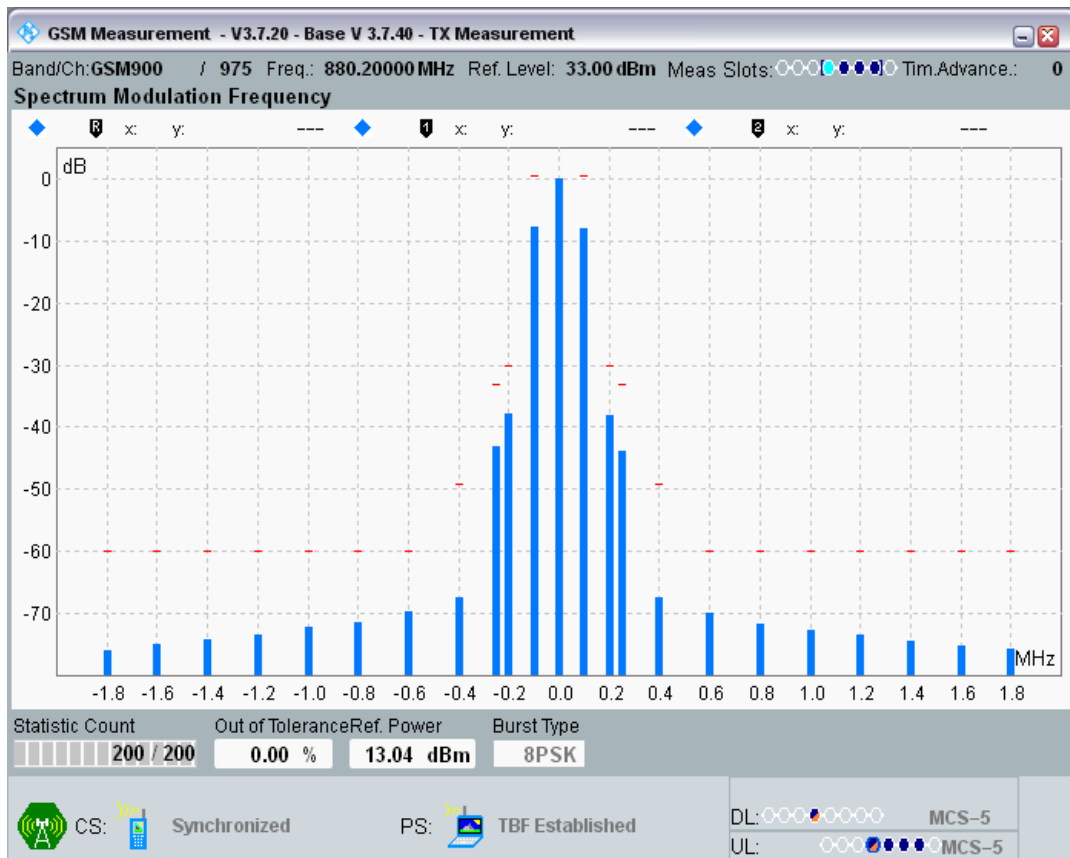 GSM Measurement - V3.7.20 - Base V 3.7.40 - TX Measurement
Band/Ch:GSM900 / 975 Freq.: 880.20000 MHz Ref. Level: 33.00 dBm Meas Slots: Tim.Advance.: 0
Spectrum Modulation Frequency
R x: y: --- 1 x: y: --- 2 x: y: ---
dB
0
-10
-20
-30
-40
-50
-60
-70
MHz
-1.8 -1.6 -1.4 -1.2 -1.0 -0.8 -0.6 -0.4 -0.2 0.0 0.2 0.4 0.6 0.8 1.0 1.2 1.4 1.6 1.8
Statistic Count Out of Tolerance Ref. Power Burst Type
200 / 200 0.00 % 13.04 dBm 8PSK
CS: Synchronized PS: TBF Established
DL: MCS-5
UL: MCS-5